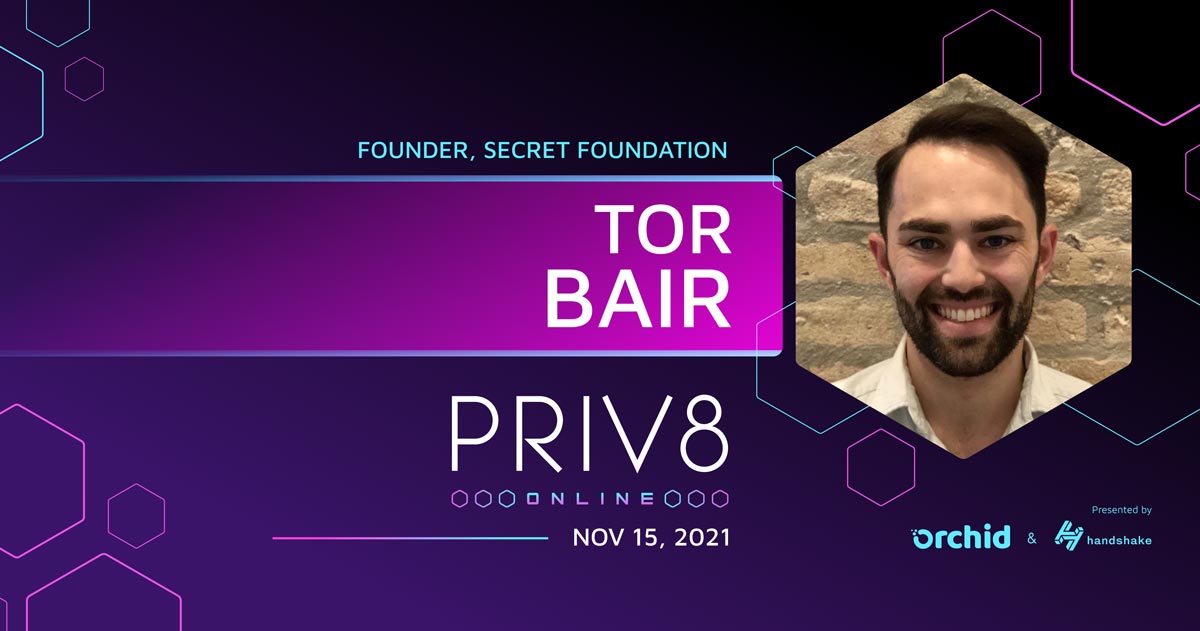 FOUNDER, SECRET FOUNDATION
TOR
BAIR
PRIV8
ONLINE
NOV 15, 2021
Presented by
orchid & handshake